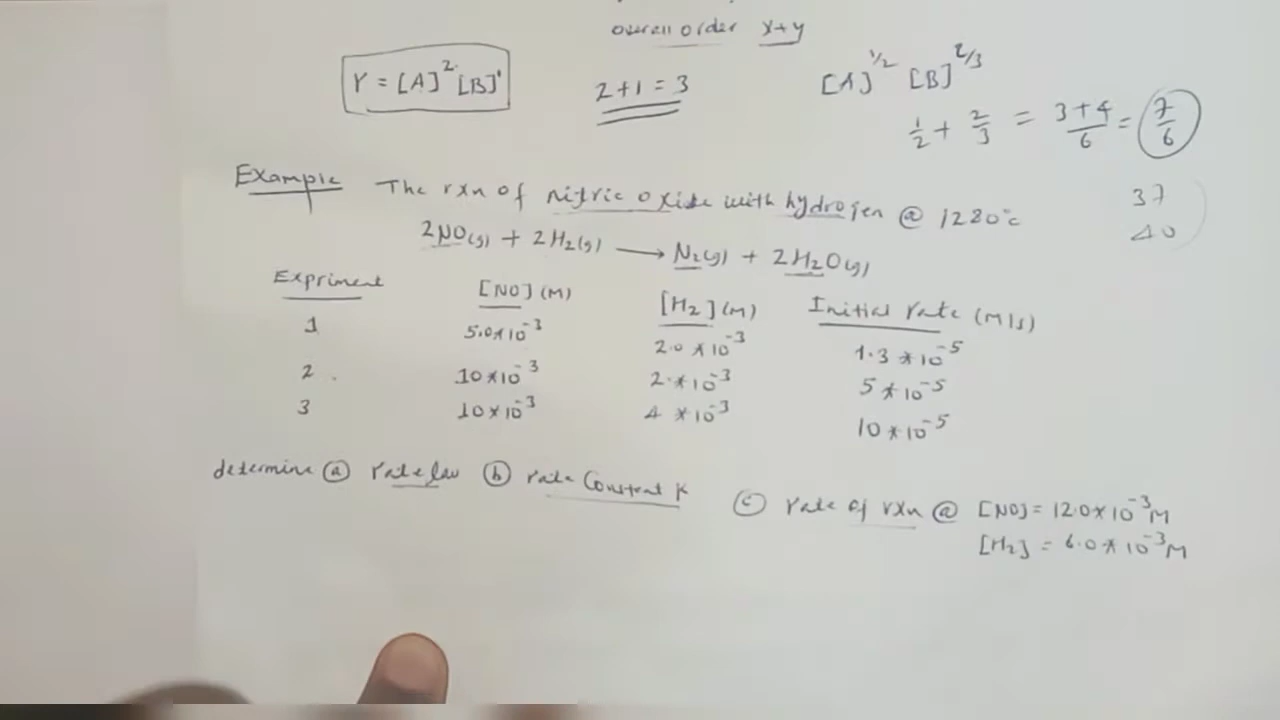 overall order x+y
r = [A]² [B]¹
2+1 = 3
[A]^1/2 [B]^2/3
1/2 + 2/3 = 3+4/6 = 7/6
Example The rxn of nitric oxide with hydrogen @ 1280°c
37
40
2NO(g) + 2H2(g) → N2(g) + 2H2O(g)
Expriment [NO] (M) [H2] (M) Initial rate (M/s)
1 5.0*10⁻³ 2.0 *10⁻³ 1.3 *10⁻⁵
2 10*10⁻³ 2.*10⁻³ 5 *10⁻⁵
3 10*10⁻³ 4 *10⁻³ 10*10⁻⁵
determine (a) rate law (b) rate Constant k
(c) rate of rxn @ [NO] = 12.0*10⁻³M
[H2] = 6.0*10⁻³M